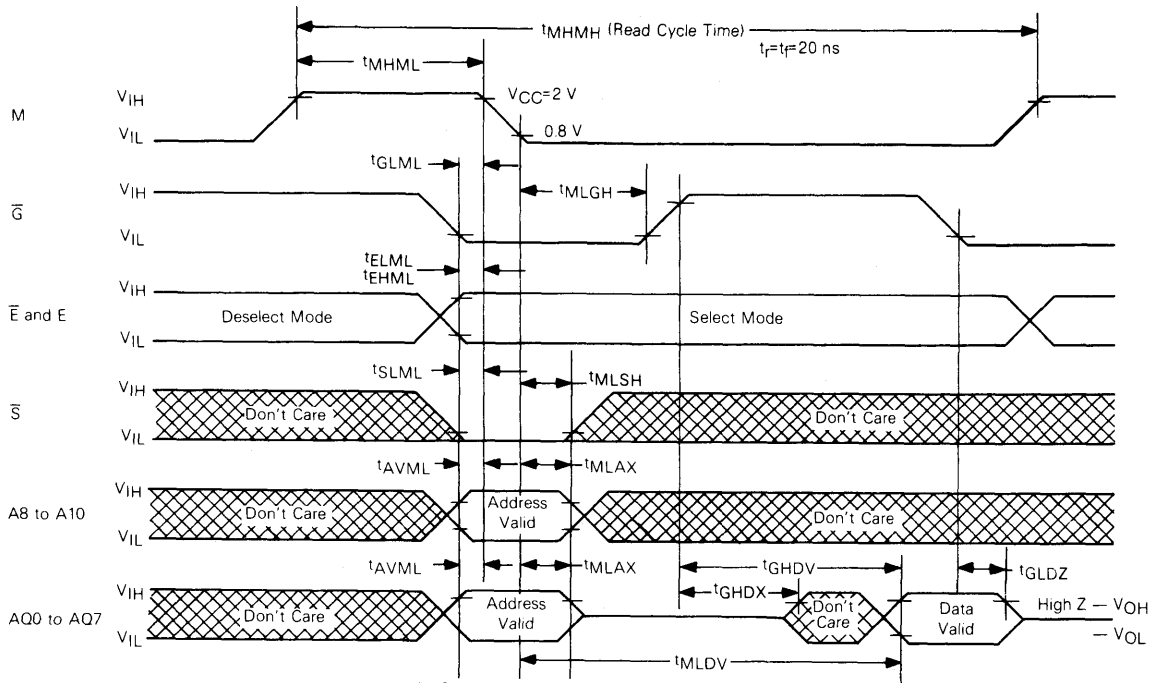 tMHMH (Read Cycle Time)
tr=tf=20 ns
tMHML
M
VIH
VIL
VCC=2 V
0.8 V
tGLML
tMLGH
G̅
VIH
VIL
tELML
tEHML
E̅ and E
VIH
VIL
Deselect Mode
Select Mode
tSLML
tMLSH
S̅
VIH
VIL
Don't Care
Don't Care
tAVML
tMLAX
A8 to A10
VIH
VIL
Don't Care
Address
Valid
Don't Care
tAVML
tMLAX
tGHDV
tGLDZ
tGHDX
AQ0 to AQ7
VIH
VIL
Don't Care
Address
Valid
Don't
Care
Data
Valid
High Z – VOH
– VOL
tMLDV